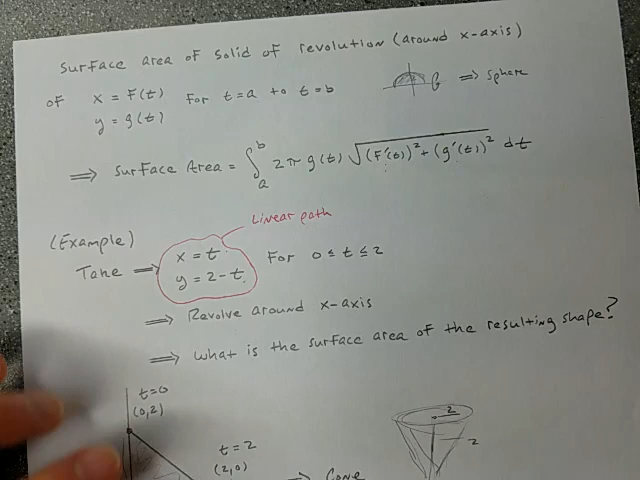 Surface area of solid of revolution (around x-axis)
of x = F(t) For t=a to t=b ⟹ Sphere
y = g(t)
⟹ Surface Area = ∫_a^b 2π g(t) √((F'(t))² + (g'(t))²) dt
Linear path
(Example)
Take ⟹ x = t For 0 ≤ t ≤ 2
y = 2-t
⟹ Revolve around x-axis
⟹ What is the surface area of the resulting shape?
t=0
(0,2)
2
t=2
2
(2,0)
⟹ Cone